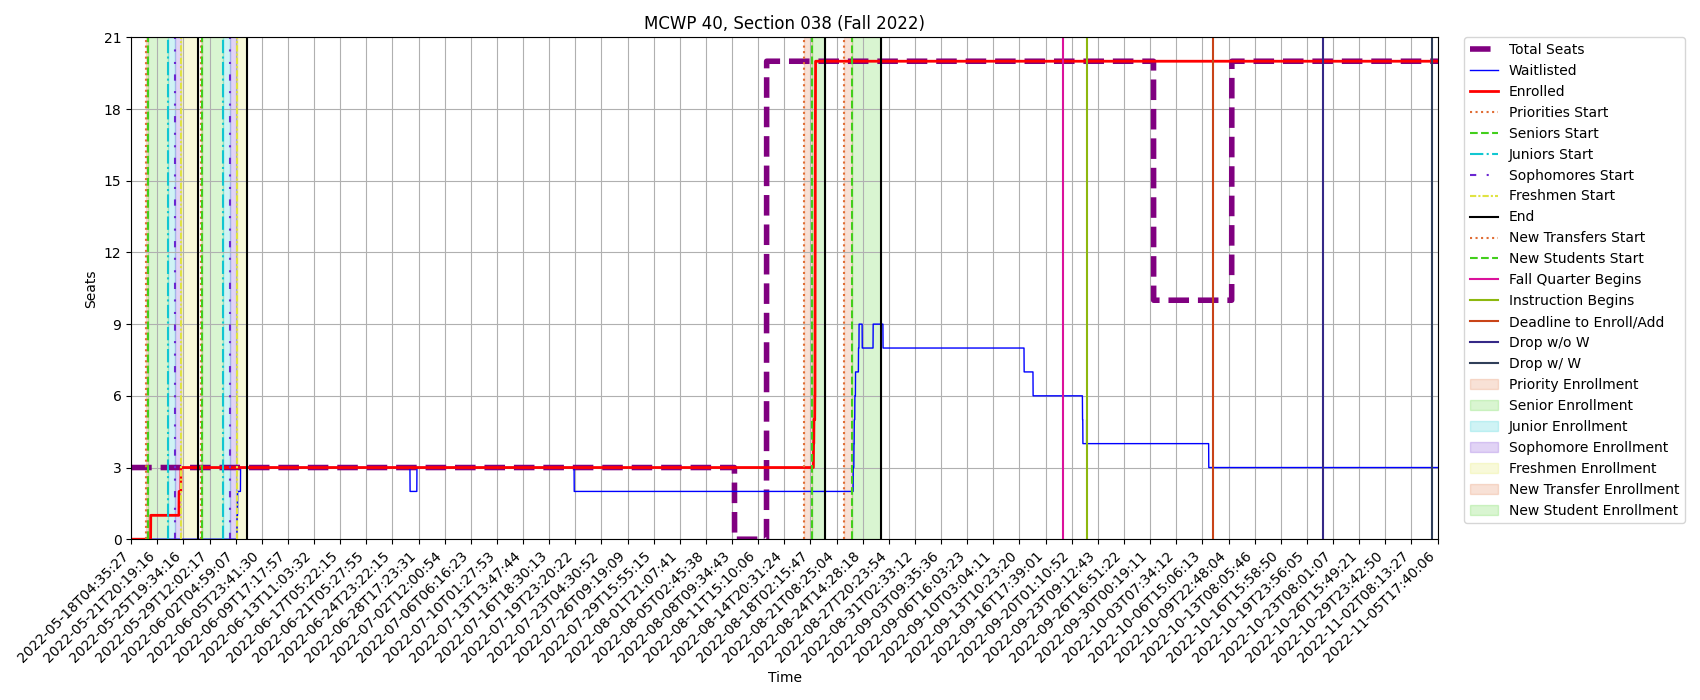 MCWP 40, Section 038 (Fall 2022)
21
18
15
12
9
6
3
0
Seats
2022-05-18T04:35:27
2022-05-21T20:19:16
2022-05-25T19:34:16
2022-05-29T12:02:17
2022-06-02T04:59:07
2022-06-05T23:41:30
2022-06-09T17:17:57
2022-06-13T11:03:32
2022-06-17T05:22:15
2022-06-21T05:27:55
2022-06-24T23:22:15
2022-06-28T17:23:31
2022-07-02T12:00:54
2022-07-06T06:16:23
2022-07-10T01:27:53
2022-07-13T13:47:44
2022-07-16T18:30:13
2022-07-19T23:20:22
2022-07-23T04:30:52
2022-07-26T09:19:09
2022-07-29T15:55:15
2022-08-01T21:07:41
2022-08-05T02:45:38
2022-08-08T09:34:43
2022-08-11T15:10:06
2022-08-14T20:31:24
2022-08-18T02:15:47
2022-08-21T08:25:04
2022-08-24T14:28:18
2022-08-27T20:23:54
2022-08-31T02:33:12
2022-09-03T09:35:36
2022-09-06T16:03:23
2022-09-10T03:04:11
2022-09-13T10:23:20
2022-09-16T17:39:01
2022-09-20T01:10:52
2022-09-23T09:12:43
2022-09-26T16:51:22
2022-09-30T00:19:11
2022-10-03T07:34:12
2022-10-06T15:06:13
2022-10-09T22:48:04
2022-10-13T08:05:46
2022-10-16T15:58:50
2022-10-19T23:56:05
2022-10-23T08:01:07
2022-10-26T15:49:21
2022-10-29T23:42:50
2022-11-02T08:13:27
2022-11-05T17:40:06
Time
Total Seats
Waitlisted
Enrolled
Priorities Start
Seniors Start
Juniors Start
Sophomores Start
Freshmen Start
End
New Transfers Start
New Students Start
Fall Quarter Begins
Instruction Begins
Deadline to Enroll/Add
Drop w/o W
Drop w/ W
Priority Enrollment
Senior Enrollment
Junior Enrollment
Sophomore Enrollment
Freshmen Enrollment
New Transfer Enrollment
New Student Enrollment